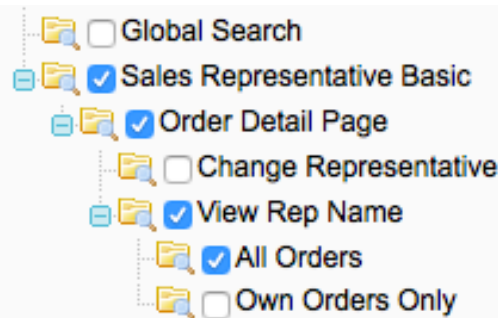 Global Search
Sales Representative Basic
Order Detail Page
Change Representative
View Rep Name
All Orders
Own Orders Only